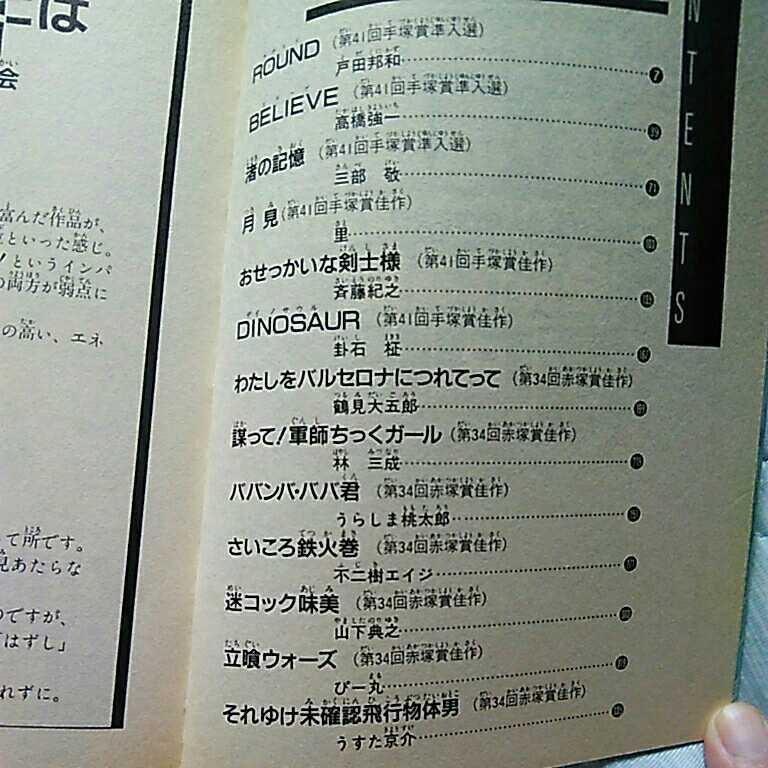 会
富んだ作品が、
といった感じ。
！というインパ
の両方が弱点に
の高い、エネ
て所です。
見あたらな
のですが、
はずし」
れずに。
NTENTS
ROUND (第41回手塚賞準入選)
戸田邦和 7
BELIEVE (第41回手塚賞準入選)
高橋強一 39
渚の記憶 (第41回手塚賞準入選)
三部 敬 71
月見 (第41回手塚賞佳作)
里 103
おせっかいな剣士様 (第41回手塚賞佳作)
斉藤紀之
DINOSAUR (第41回手塚賞佳作)
卦石 柾
わたしをバルセロナにつれてって (第34回赤塚賞佳作)
鶴見大五郎
謀って！軍師ちっくガール (第34回赤塚賞佳作)
林 三成
ババンバ・ババ君 (第34回赤塚賞佳作)
うらしま桃太郎
さいころ鉄火巻 (第34回赤塚賞佳作)
不二樹エイジ
迷コック味美 (第34回赤塚賞佳作)
山下典之
立喰ウォーズ (第34回赤塚賞佳作)
ぴー丸
それゆけ未確認飛行物体男 (第34回赤塚賞佳作)
うすた京介